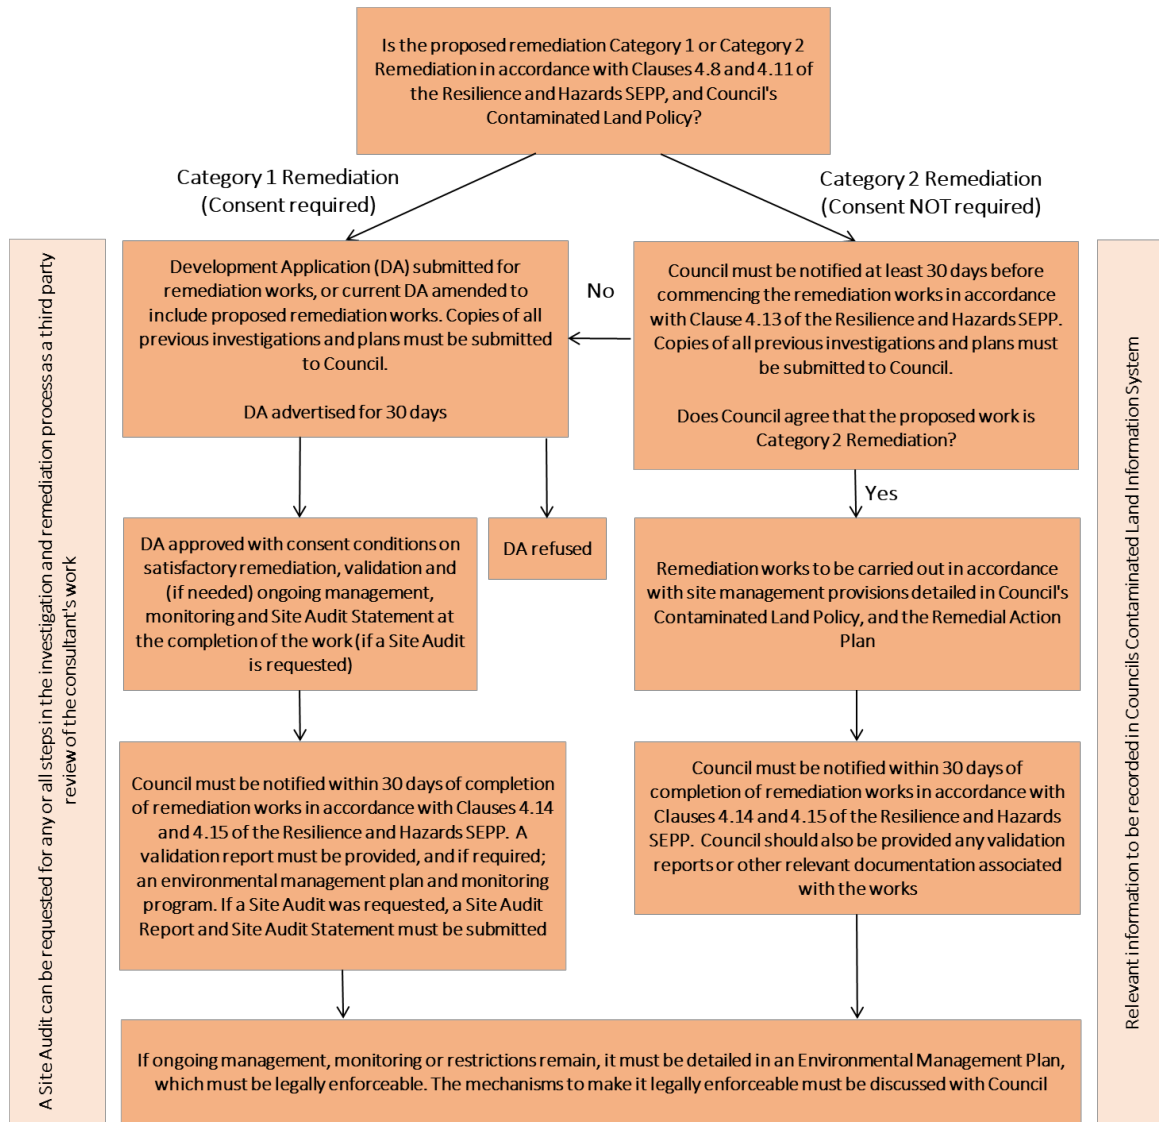 Is the proposed remediation Category 1 or Category 2
Remediation in accordance with Clauses 4.8 and 4.11 of
the Resilience and Hazards SEPP, and Council's
Contaminated Land Policy?
Category 1 Remediation
(Consent required)
Category 2 Remediation
(Consent NOT required)
A Site Audit can be requested for any or all steps in the investigation and remediation process as a third party
review of the consultant's work
Development Application (DA) submitted for
remediation works, or current DA amended to
include proposed remediation works. Copies of all
previous investigations and plans must be submitted
to Council.
DA advertised for 30 days
No
Council must be notified at least 30 days before
commencing the remediation works in accordance
with Clause 4.13 of the Resilience and Hazards SEPP.
Copies of all previous investigations and plans must
be submitted to Council.
Does Council agree that the proposed work is
Category 2 Remediation?
Relevant information to be recorded in Councils Contaminated Land Information System
Yes
DA approved with consent conditions on
satisfactory remediation, validation and
(if needed) ongoing management,
monitoring and Site Audit Statement at
the completion of the work (if a Site Audit
is requested)
DA refused
Remediation works to be carried out in accordance
with site management provisions detailed in Council's
Contaminated Land Policy, and the Remedial Action
Plan
Council must be notified within 30 days of completion
of remediation works in accordance with Clauses 4.14
and 4.15 of the Resilience and Hazards SEPP. A
validation report must be provided, and if required;
an environmental management plan and monitoring
program. If a Site Audit was requested, a Site Audit
Report and Site Audit Statement must be submitted
Council must be notified within 30 days of
completion of remediation works in accordance with
Clauses 4.14 and 4.15 of the Resilience and Hazards
SEPP. Council should also be provided any validation
reports or other relevant documentation associated
with the works
If ongoing management, monitoring or restrictions remain, it must be detailed in an Environmental Management Plan,
which must be legally enforceable. The mechanisms to make it legally enforceable must be discussed with Council